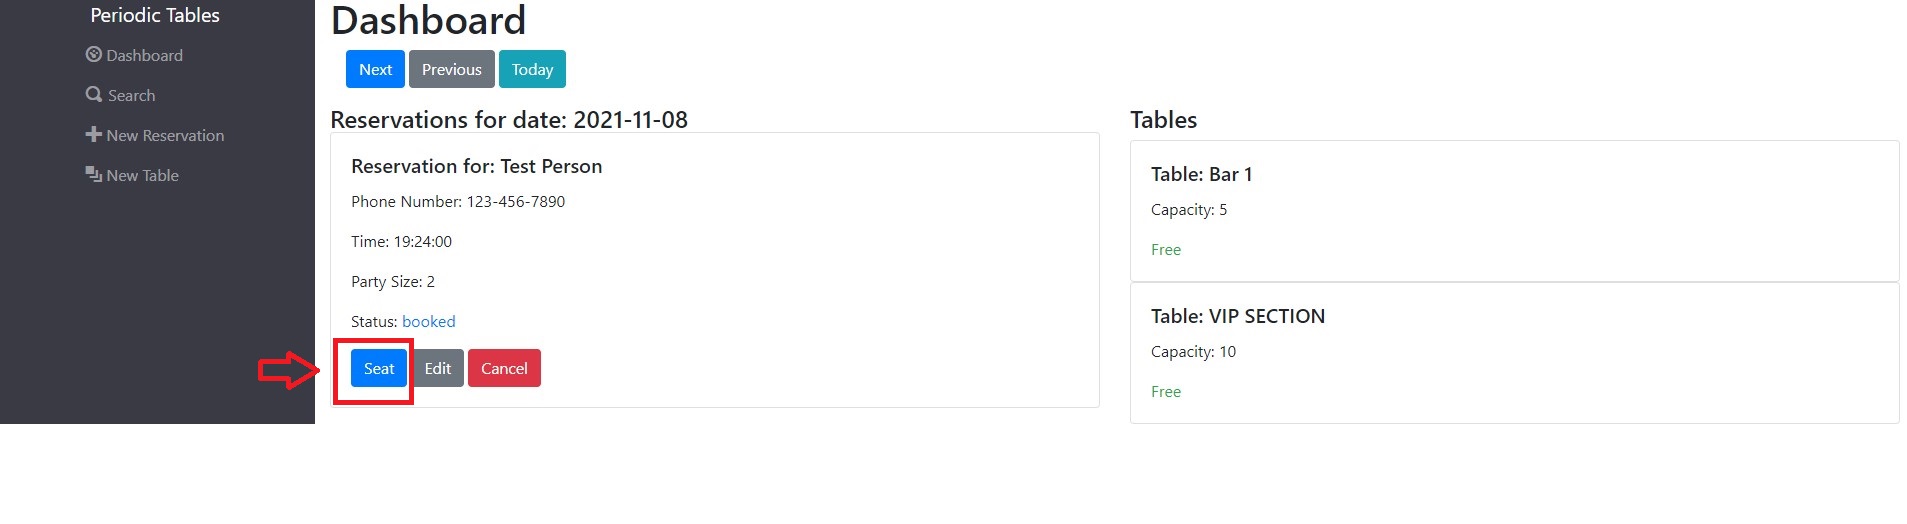 Periodic Tables
Dashboard
Search
New Reservation
New Table
Dashboard
Next Previous Today
Reservations for date: 2021-11-08
Reservation for: Test Person
Phone Number: 123-456-7890
Time: 19:24:00
Party Size: 2
Status: booked
Seat Edit Cancel
Tables
Table: Bar 1
Capacity: 5
Free
Table: VIP SECTION
Capacity: 10
Free